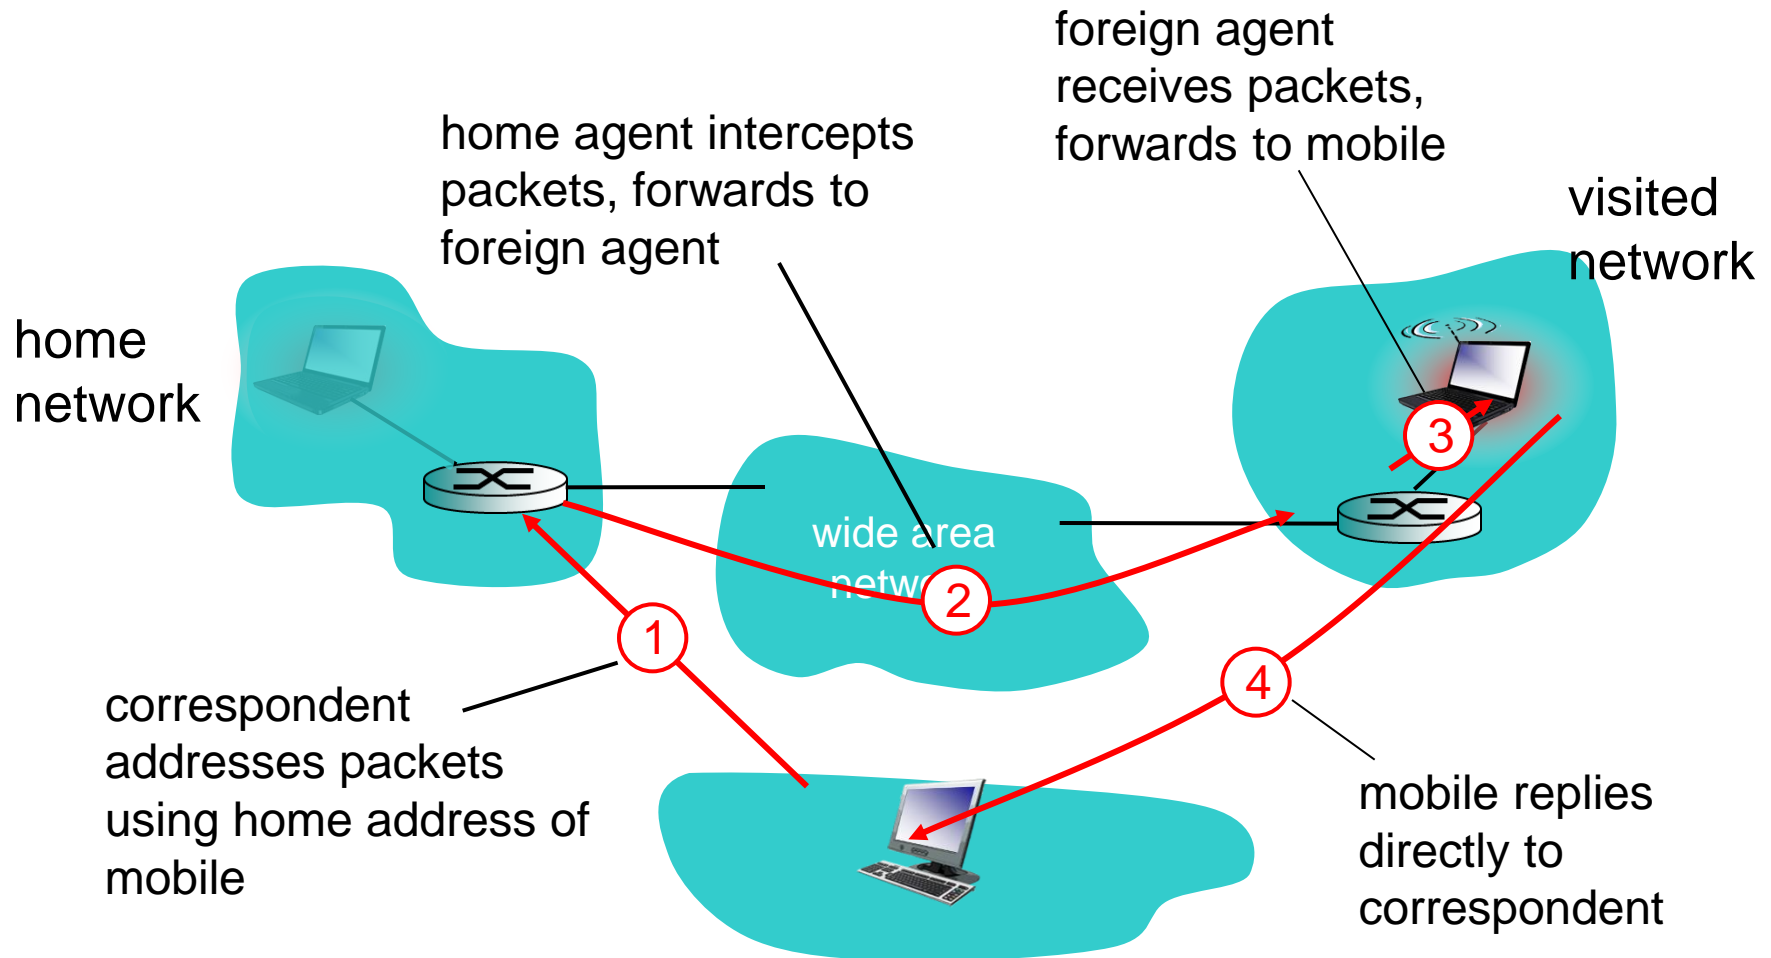 foreign agent
receives packets,
forwards to mobile
home agent intercepts
packets, forwards to
foreign agent
visited
network
home
network
wide area
network
1
2
3
4
correspondent
addresses packets
using home address of
mobile
mobile replies
directly to
correspondent